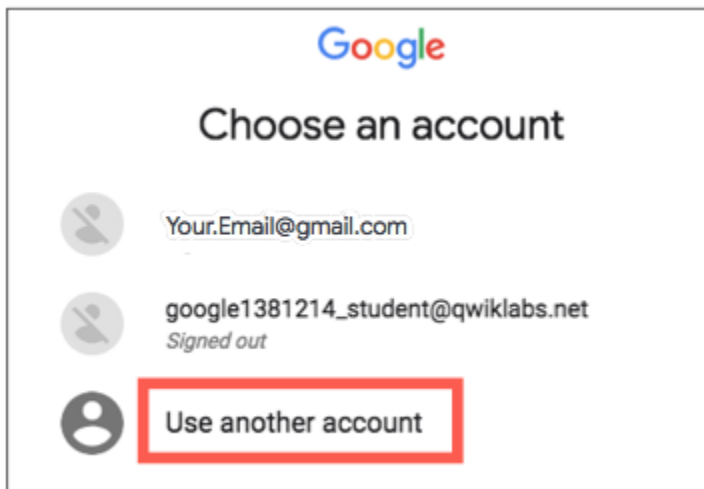 Google
Choose an account
Your.Email@gmail.com
google1381214_student@qwiklabs.net
Signed out
Use another account